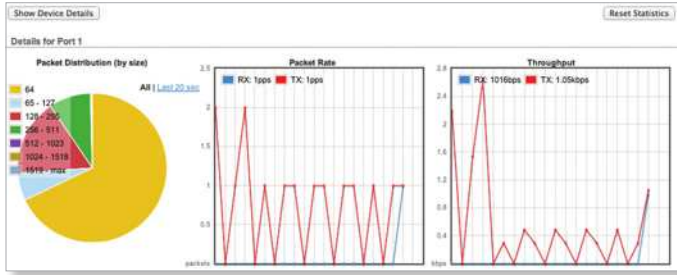 Show Device Details
Reset Statistics
Details for Port 1
Packet Distribution (by size)
All | Last 20 sec
64
65 - 127
128 - 255
256 - 511
512 - 1023
1024 - 1518
1519 - max
Packet Rate
RX: 1pps TX: 1pps
2.5
2
1.5
1
0.5
packets
Throughput
RX: 1016bps TX: 1.05kbps
2.8
2.4
2
1.6
1.2
0.8
0.4
kbps